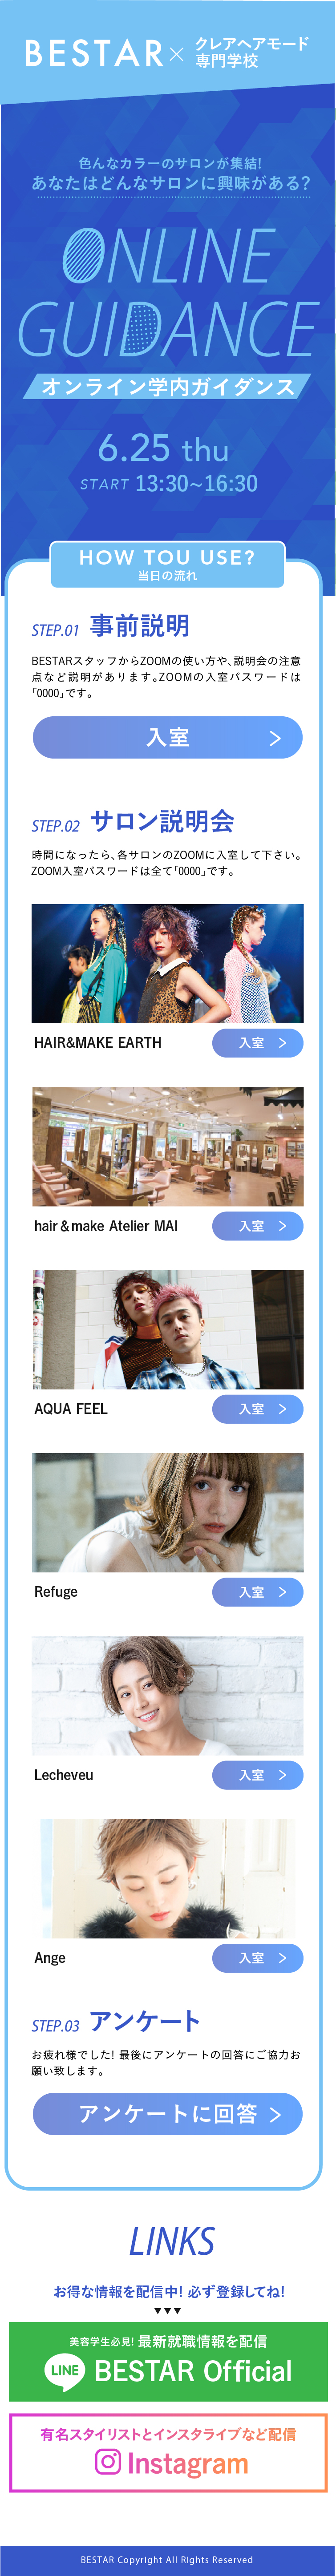 BESTAR×クレアヘアモード
専門学校
色んなカラーのサロンが集結!
あなたはどんなサロンに興味がある?
ONLINE
GUIDANCE
オンライン学内ガイダンス
6.25 thu
START 13:30~16:30
HOW TOU USE?
当日の流れ
STEP.01 事前説明
BESTARスタッフからZOOMの使い方や、説明会の注意
点など説明があります。ZOOMの入室パスワードは
「0000」です。
入室 >
STEP.02 サロン説明会
時間になったら、各サロンのZOOMに入室して下さい。
ZOOM入室パスワードは全て「0000」です。
HAIR&MAKE EARTH 入室 >
hair & make Atelier MAI 入室 >
AQUA FEEL 入室 >
Refuge 入室 >
Lecheveu 入室 >
Ange 入室 >
STEP.03 アンケート
お疲れ様でした! 最後にアンケートの回答にご協力お
願い致します。
アンケートに回答 >
LINKS
お得な情報を配信中! 必ず登録してね!
▼▼▼
美容学生必見! 最新就職情報を配信
LINE BESTAR Official
有名スタイリストとインスタライブなど配信
Instagram
BESTAR Copyright All Rights Reserved